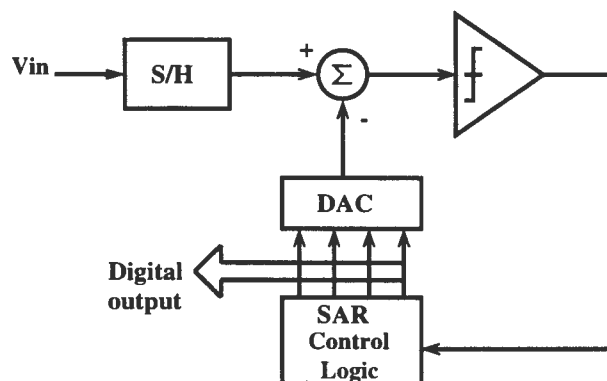 +
Vin
S/H
Σ
-
DAC
Digital
output
SAR
Control
Logic